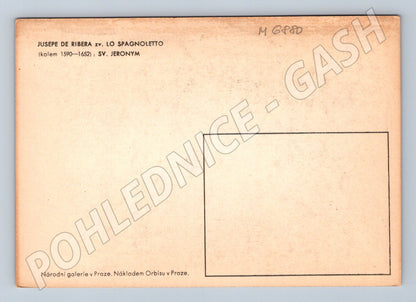 M G880
JUSEPE DE RIBERA zv. LO SPAGNOLETTO
(kolem 1590—1652): SV. JERONYM
POHLEDNICE - GASH
Národní galerie v Praze. Nákladem Orbisu v Praze.